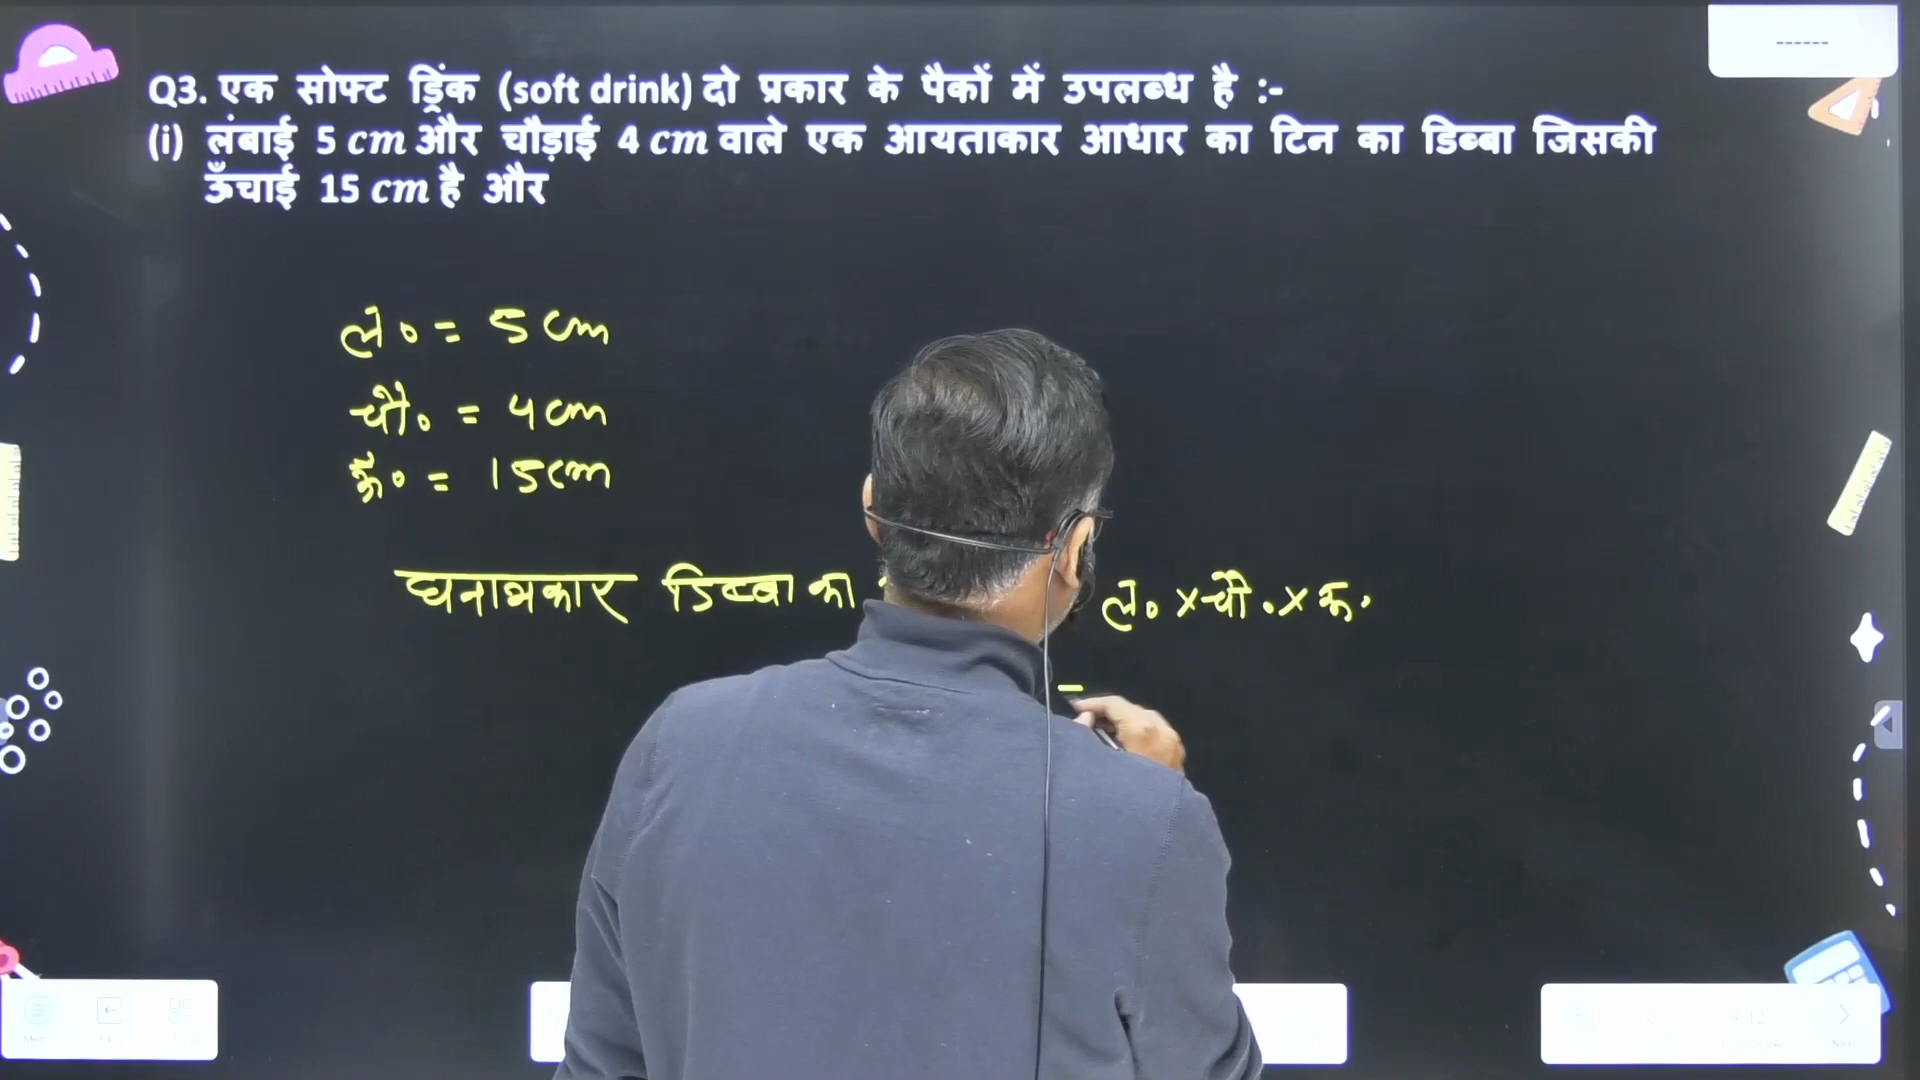 Q3. एक सोफ्ट ड्रिंक (soft drink) दो प्रकार के पैकों में उपलब्ध है :-
(i) लंबाई 5 cm और चौड़ाई 4 cm वाले एक आयताकार आधार का टिन का डिब्बा जिसकी
ऊँचाई 15 cm है और
ल० = 5 cm
चौ० = 4 cm
ऊँ० = 15 cm
घनाभकार डिब्बा का ल० × चौ० × ऊ०
Next